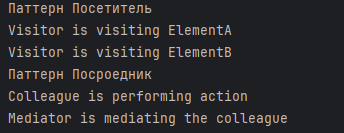 Паттерн Посетитель
Visitor is visiting ElementA
Visitor is visiting ElementB
Паттерн Посроедник
Colleague is performing action
Mediator is mediating the colleague